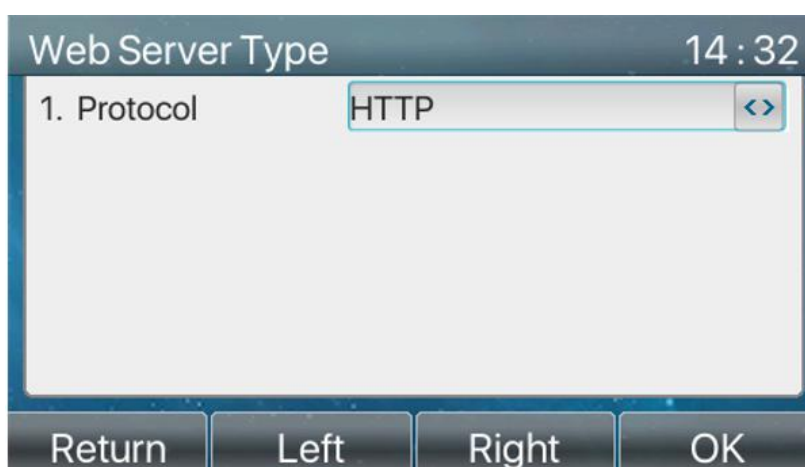 Web Server Type 14:32
1. Protocol HTTP <>
Return Left Right OK